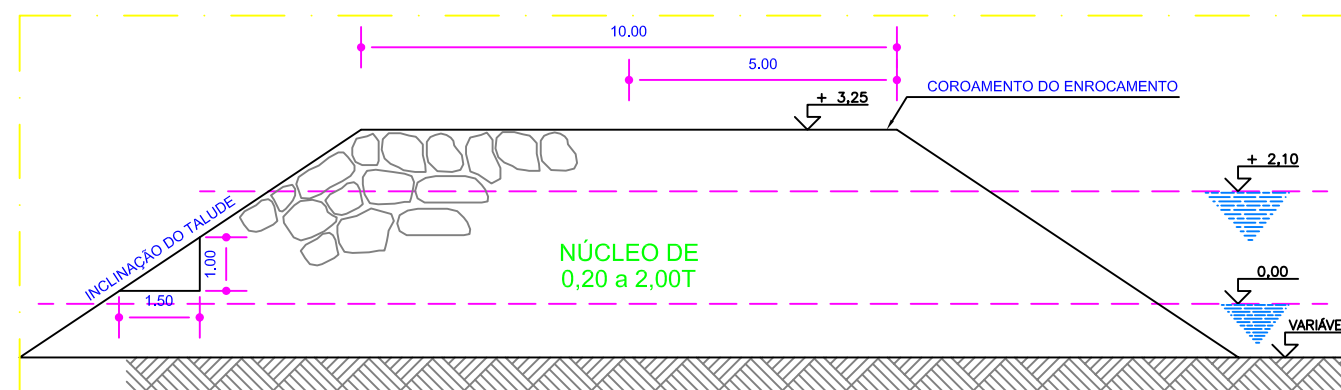 10.00
5.00
COROAMENTO DO ENROCAMENTO
+ 3,25
+ 2,10
INCLINAÇÃO DO TALUDE
1.00
NÚCLEO DE
0,20 a 2,00T
1.50
0,00
VARIÁVE